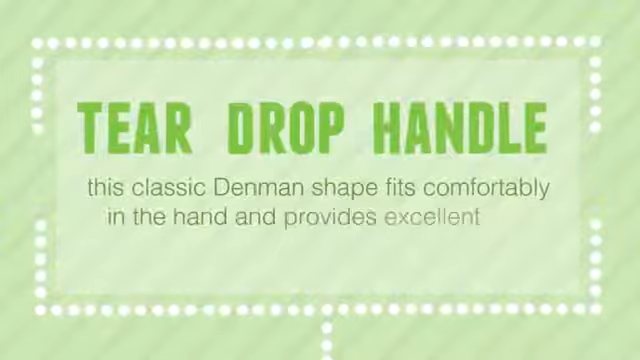 TEAR DROP HANDLE
this classic Denman shape fits comfortably
in the hand and provides excellent